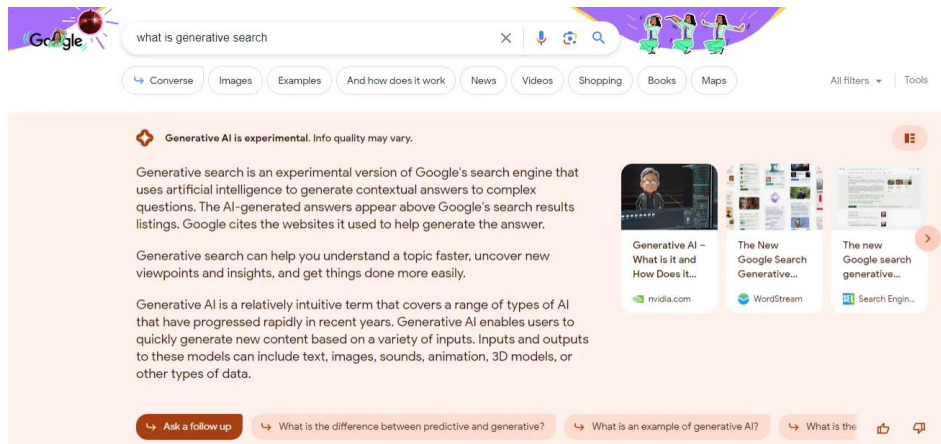 Google
what is generative search
Converse
Images
Examples
And how does it work
News
Videos
Shopping
Books
Maps
All filters
Tools
Generative AI is experimental. Info quality may vary.
Generative search is an experimental version of Google's search engine that
uses artificial intelligence to generate contextual answers to complex
questions. The AI-generated answers appear above Google's search results
listings. Google cites the websites it used to help generate the answer.
Generative search can help you understand a topic faster, uncover new
viewpoints and insights, and get things done more easily.
Generative AI is a relatively intuitive term that covers a range of types of AI
that have progressed rapidly in recent years. Generative AI enables users to
quickly generate new content based on a variety of inputs. Inputs and outputs
to these models can include text, images, sounds, animation, 3D models, or
other types of data.
Generative AI –
What is it and
How Does it...
nvidia.com
The New
Google Search
Generative...
WordStream
The new
Google search
generative...
SEL
Search Engin...
Ask a follow up
What is the difference between predictive and generative?
What is an example of generative AI?
What is the